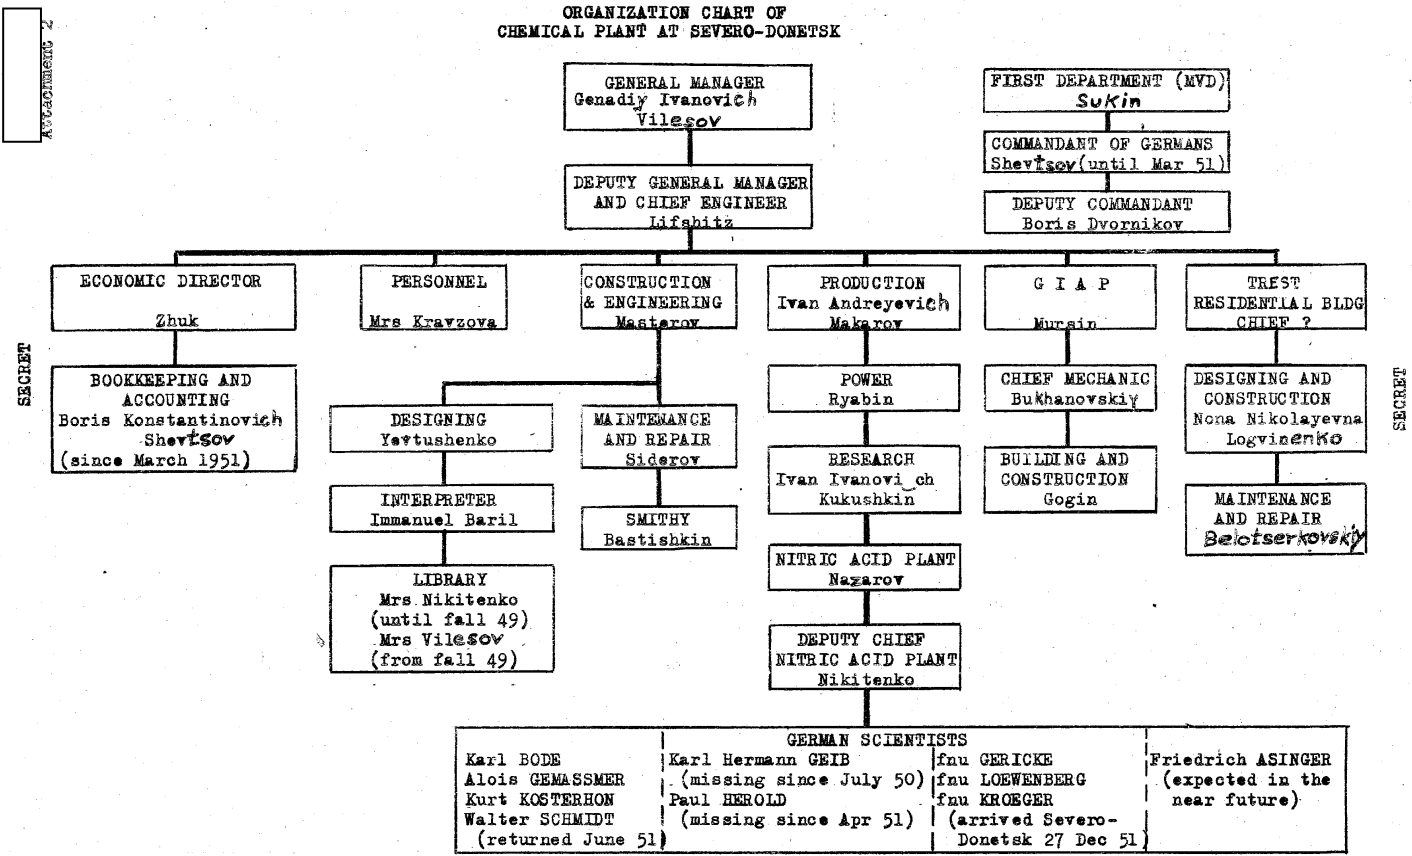 Attachment 2
ORGANIZATION CHART OF
CHEMICAL PLANT AT SEVERO-DONETSK
GENERAL MANAGER
Genadiy Ivanovich
Vilesov
FIRST DEPARTMENT (MVD)
Sukin
COMMANDANT OF GERMANS
Shevtsov (until Mar 51)
DEPUTY COMMANDANT
Boris Dvornikov
DEPUTY GENERAL MANAGER
AND CHIEF ENGINEER
Lifshitz
ECONOMIC DIRECTOR
Zhuk
PERSONNEL
Mrs Kravzova
CONSTRUCTION
& ENGINEERING
Masterov
PRODUCTION
Ivan Andreyevich
Makarov
G I A P
Mursin
TREST
RESIDENTIAL BLDG
CHIEF ?
BOOKKEEPING AND
ACCOUNTING
Boris Konstantinovich
Shevtsov
(since March 1951)
DESIGNING
Yevtushenko
INTERPRETER
Immanuel Baril
LIBRARY
Mrs Nikitenko
(until fall 49)
Mrs Vilesov
(from fall 49)
MAINTENANCE
AND REPAIR
Siderov
SMITHY
Bastishkin
POWER
Ryabin
RESEARCH
Ivan Ivanovich
Kukushkin
NITRIC ACID PLANT
Nazarov
DEPUTY CHIEF
NITRIC ACID PLANT
Nikitenko
CHIEF MECHANIC
Bukhanovskiy
BUILDING AND
CONSTRUCTION
Gogin
DESIGNING AND
CONSTRUCTION
Nona Nikolayevna
Logvinenko
MAINTENANCE
AND REPAIR
Belotserkovskiy
GERMAN SCIENTISTS
Karl BODE
Alois GEMASSMER
Kurt KOSTERHON
Walter SCHMIDT
(returned June 51)
Karl Hermann GEIB
(missing since July 50)
Paul HEROLD
(missing since Apr 51)
fnu GERICKE
fnu LOEWENBERG
fnu KROEGER
(arrived Severo-
Donetsk 27 Dec 51)
Friedrich ASINGER
(expected in the
near future)
SECRET
SECRET